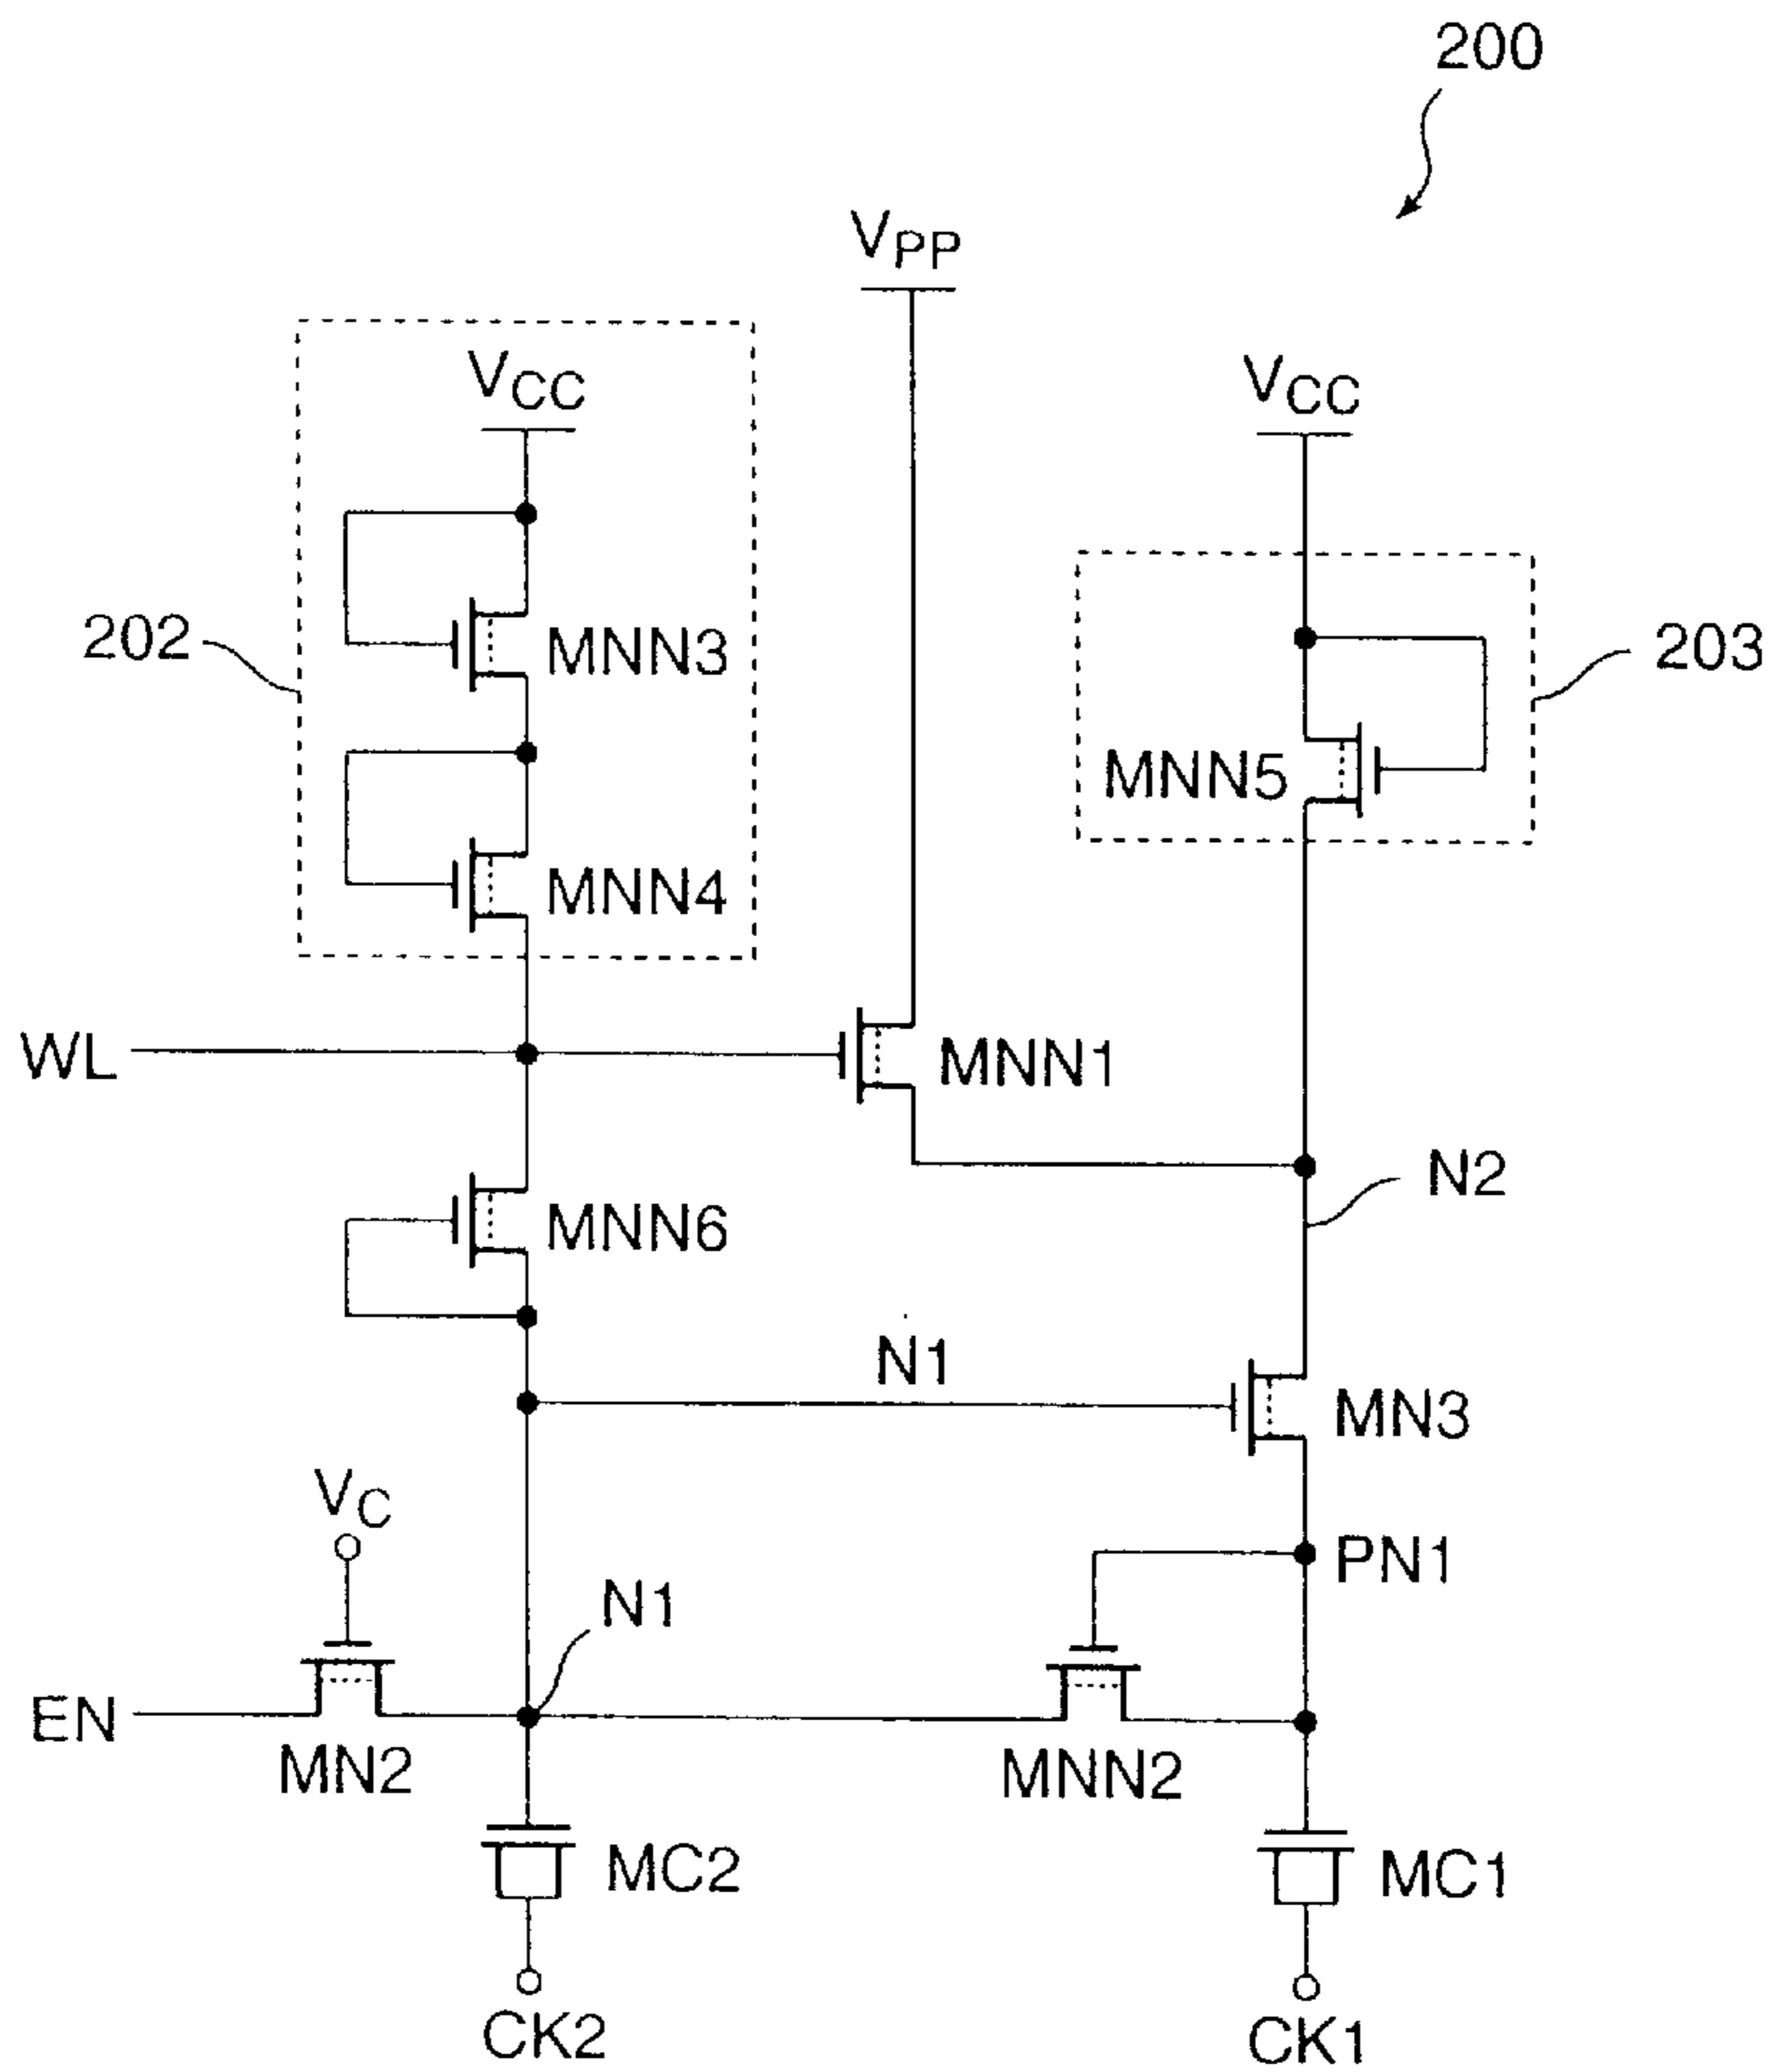 200
VPP
VCC
VCC
202
MNN3
203
MNN5
MNN4
WL
MNN1
N2
MNN6
N1
MN3
VC
PN1
N1
EN
MN2
MNN2
MC2
MC1
CK2
CK1